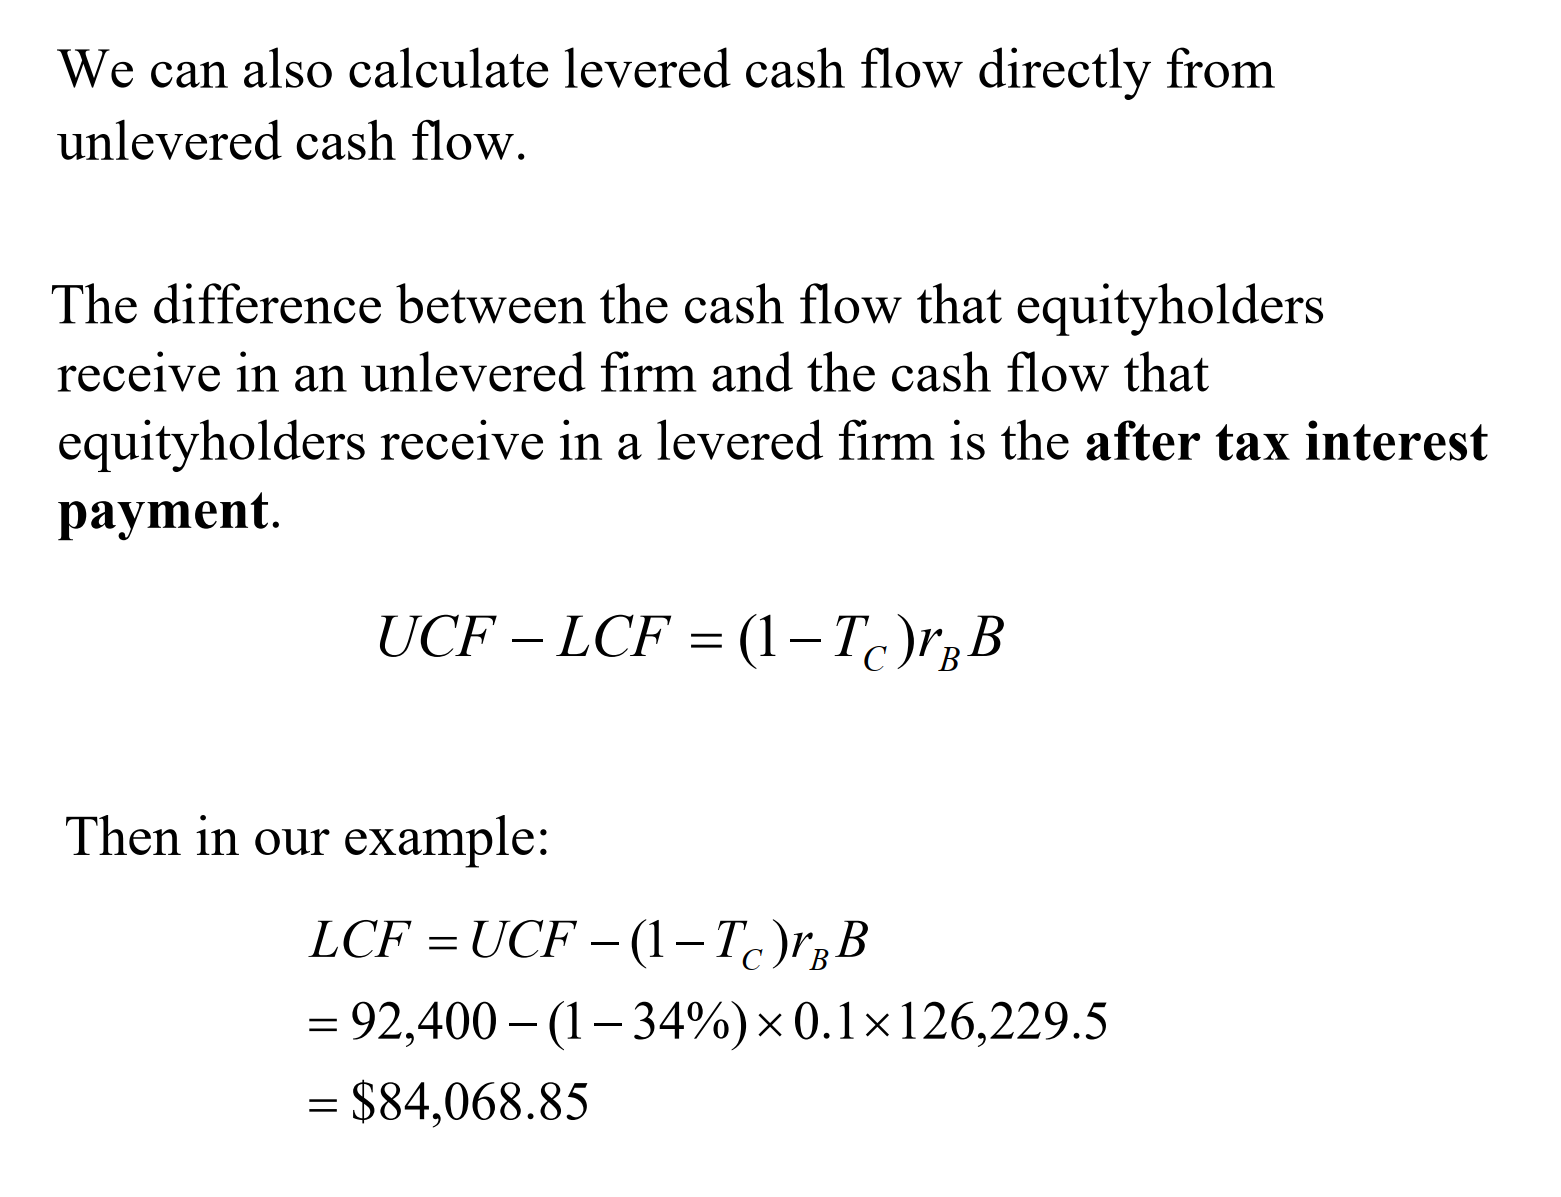 We can also calculate levered cash flow directly from
unlevered cash flow.
The difference between the cash flow that equityholders
receive in an unlevered firm and the cash flow that
equityholders receive in a levered firm is the after tax interest
payment.
UCF – LCF = (1 – T_C)r_B B
Then in our example:
LCF = UCF – (1 – T_C)r_B B
= 92,400 – (1 – 34%) × 0.1 × 126,229.5
= $84,068.85